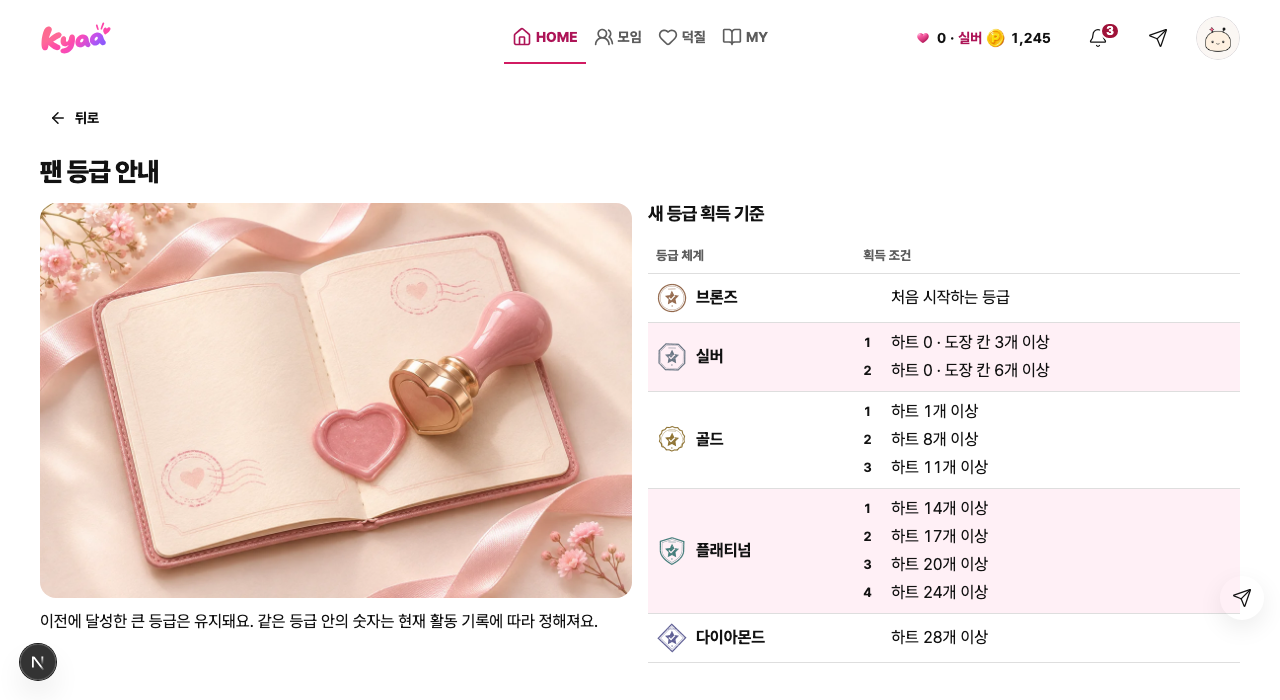 kyaa
HOME 모임 덕질 MY
0 · 실버 1,245
3
뒤로
팬 등급 안내
새 등급 획득 기준
등급 체계 획득 조건
브론즈 처음 시작하는 등급
실버
1 하트 0 · 도장 칸 3개 이상
2 하트 0 · 도장 칸 6개 이상
골드
1 하트 1개 이상
2 하트 8개 이상
3 하트 11개 이상
플래티넘
1 하트 14개 이상
2 하트 17개 이상
3 하트 20개 이상
4 하트 24개 이상
다이아몬드 하트 28개 이상
이전에 달성한 큰 등급은 유지돼요. 같은 등급 안의 숫자는 현재 활동 기록에 따라 정해져요.
N